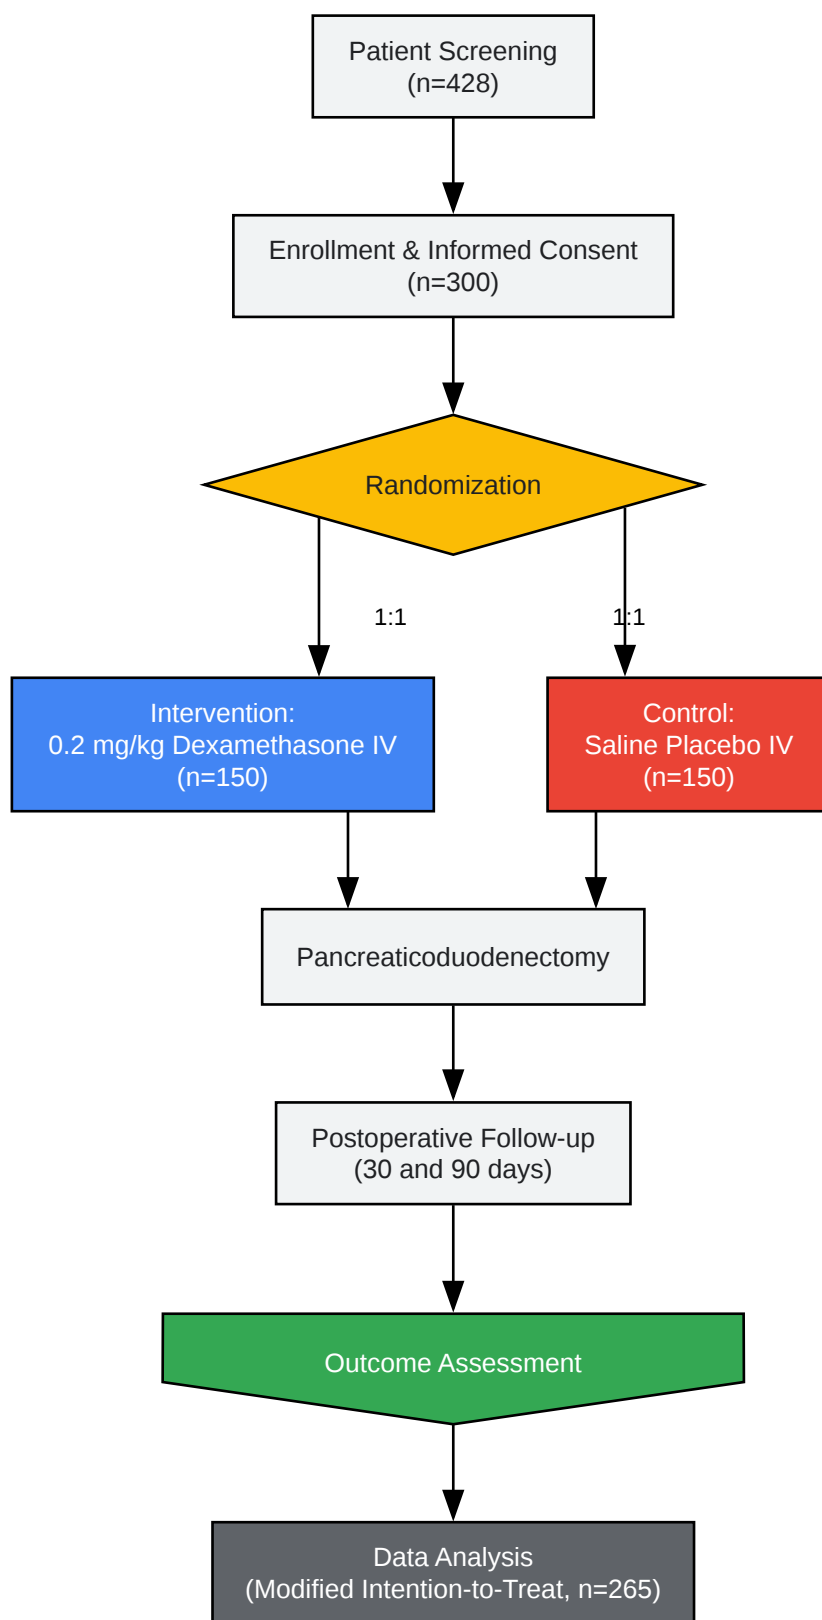 Patient Screening
(n=428)
Enrollment & Informed Consent
(n=300)
Randomization
1:1
1:1
Intervention:
0.2 mg/kg Dexamethasone IV
(n=150)
Control:
Saline Placebo IV
(n=150)
Pancreaticoduodenectomy
Postoperative Follow-up
(30 and 90 days)
Outcome Assessment
Data Analysis
(Modified Intention-to-Treat, n=265)